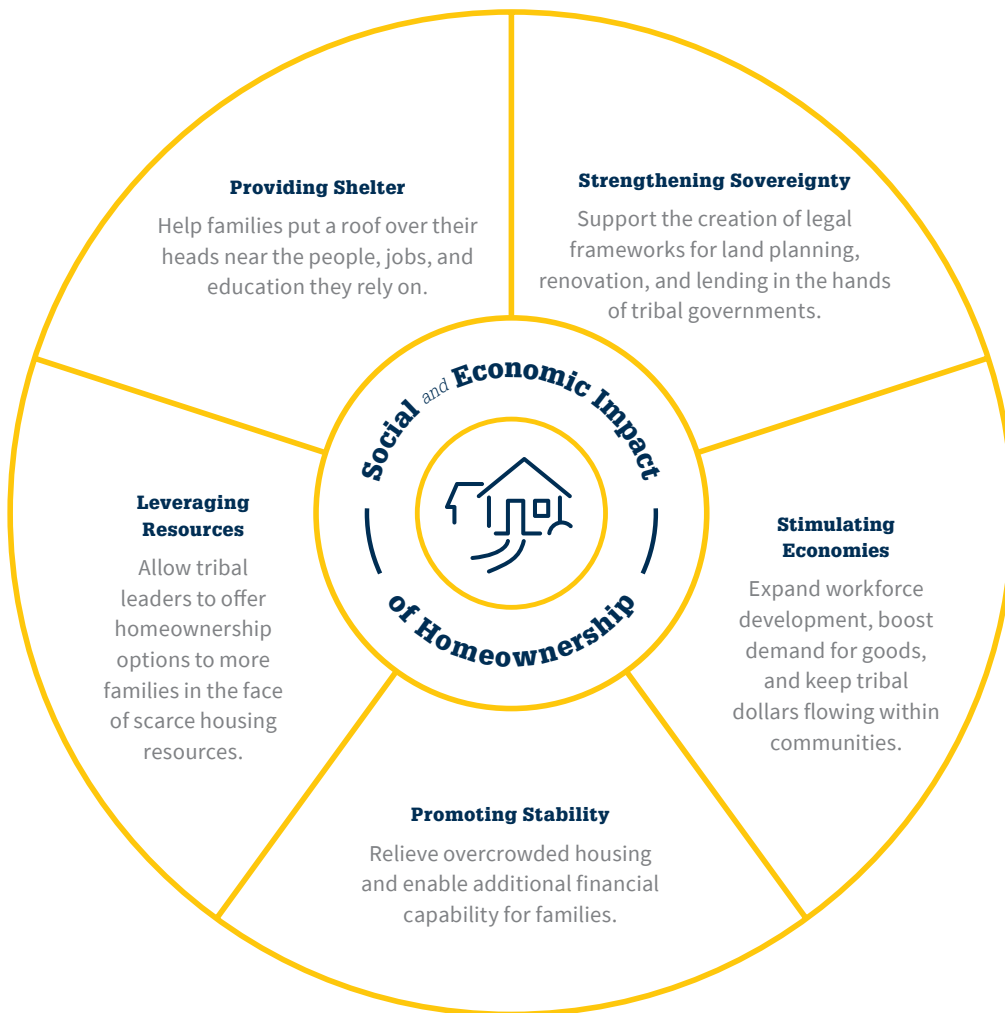 Social and Economic Impact
of Homeownership
Providing Shelter
Help families put a roof over their
heads near the people, jobs, and
education they rely on.
Strengthening Sovereignty
Support the creation of legal
frameworks for land planning,
renovation, and lending in the hands
of tribal governments.
Stimulating
Economies
Expand workforce
development, boost
demand for goods,
and keep tribal
dollars flowing within
communities.
Promoting Stability
Relieve overcrowded housing
and enable additional financial
capability for families.
Leveraging
Resources
Allow tribal
leaders to offer
homeownership
options to more
families in the face
of scarce housing
resources.